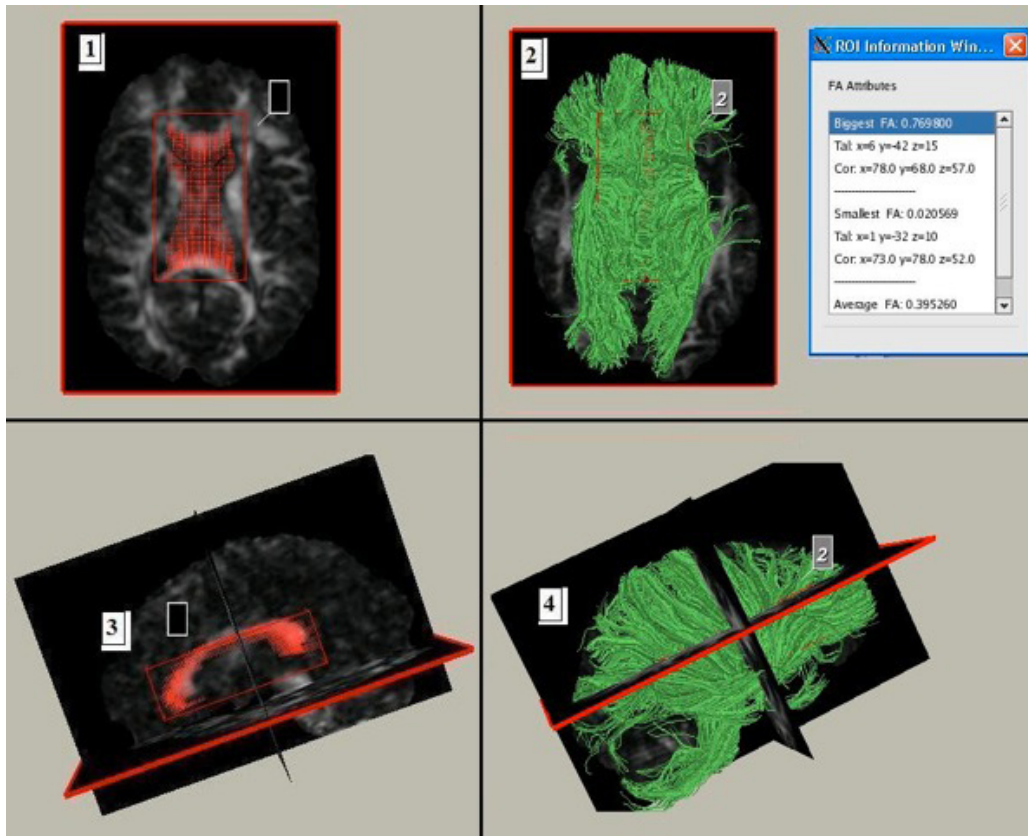 1
2
2
ROI Information Win...
FA Attributes
Biggest FA: 0.769800
Tal: x=6 y=-42 z=15
Cor: x=78.0 y=68.0 z=57.0
--------------------
Smallest FA: 0.020569
Tal: x=1 y=-32 z=10
Cor: x=73.0 y=78.0 z=52.0
--------------------
Average FA: 0.395260
3
4
2